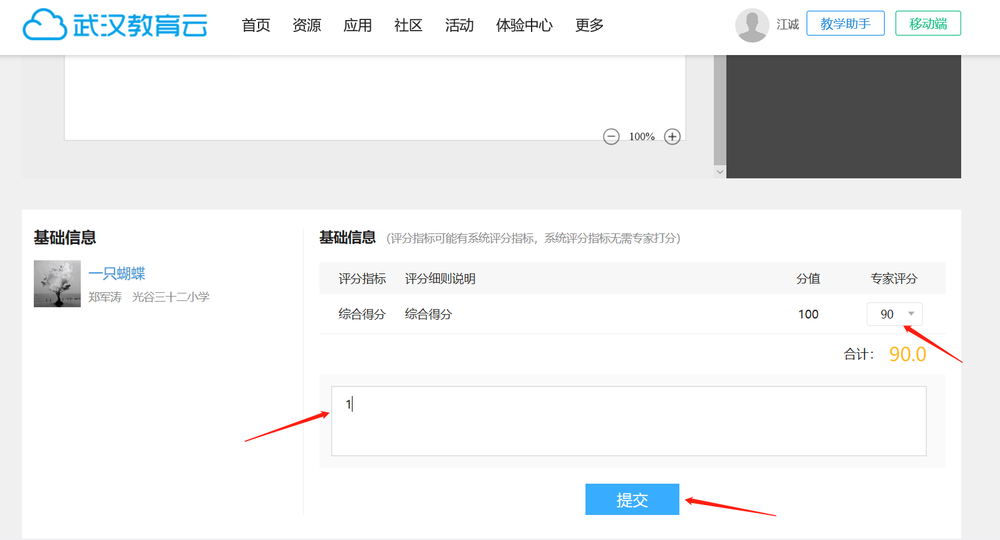 武汉教育云 首页 资源 应用 社区 活动 体验中心 更多 江诚 教学助手 移动端
100%
基础信息
一只蝴蝶
郑军涛 光谷三十二小学
基础信息 (评分指标可能有系统评分指标，系统评分指标无需专家打分)
评分指标 评分细则说明 分值 专家评分
综合得分 综合得分 100 90
合计： 90.0
1
提交